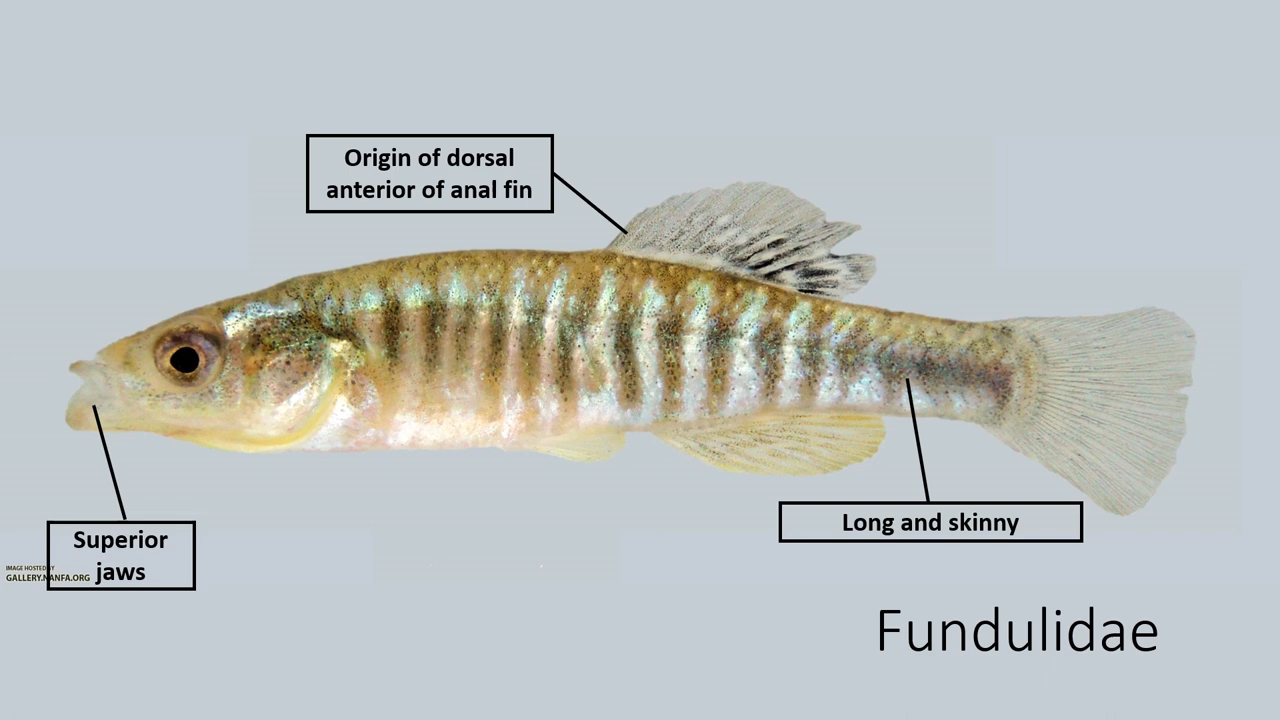 Origin of dorsal
anterior of anal fin
Superior
jaws
IMAGE HOSTED BY
GALLERY.NANFA.ORG
Long and skinny
Fundulidae